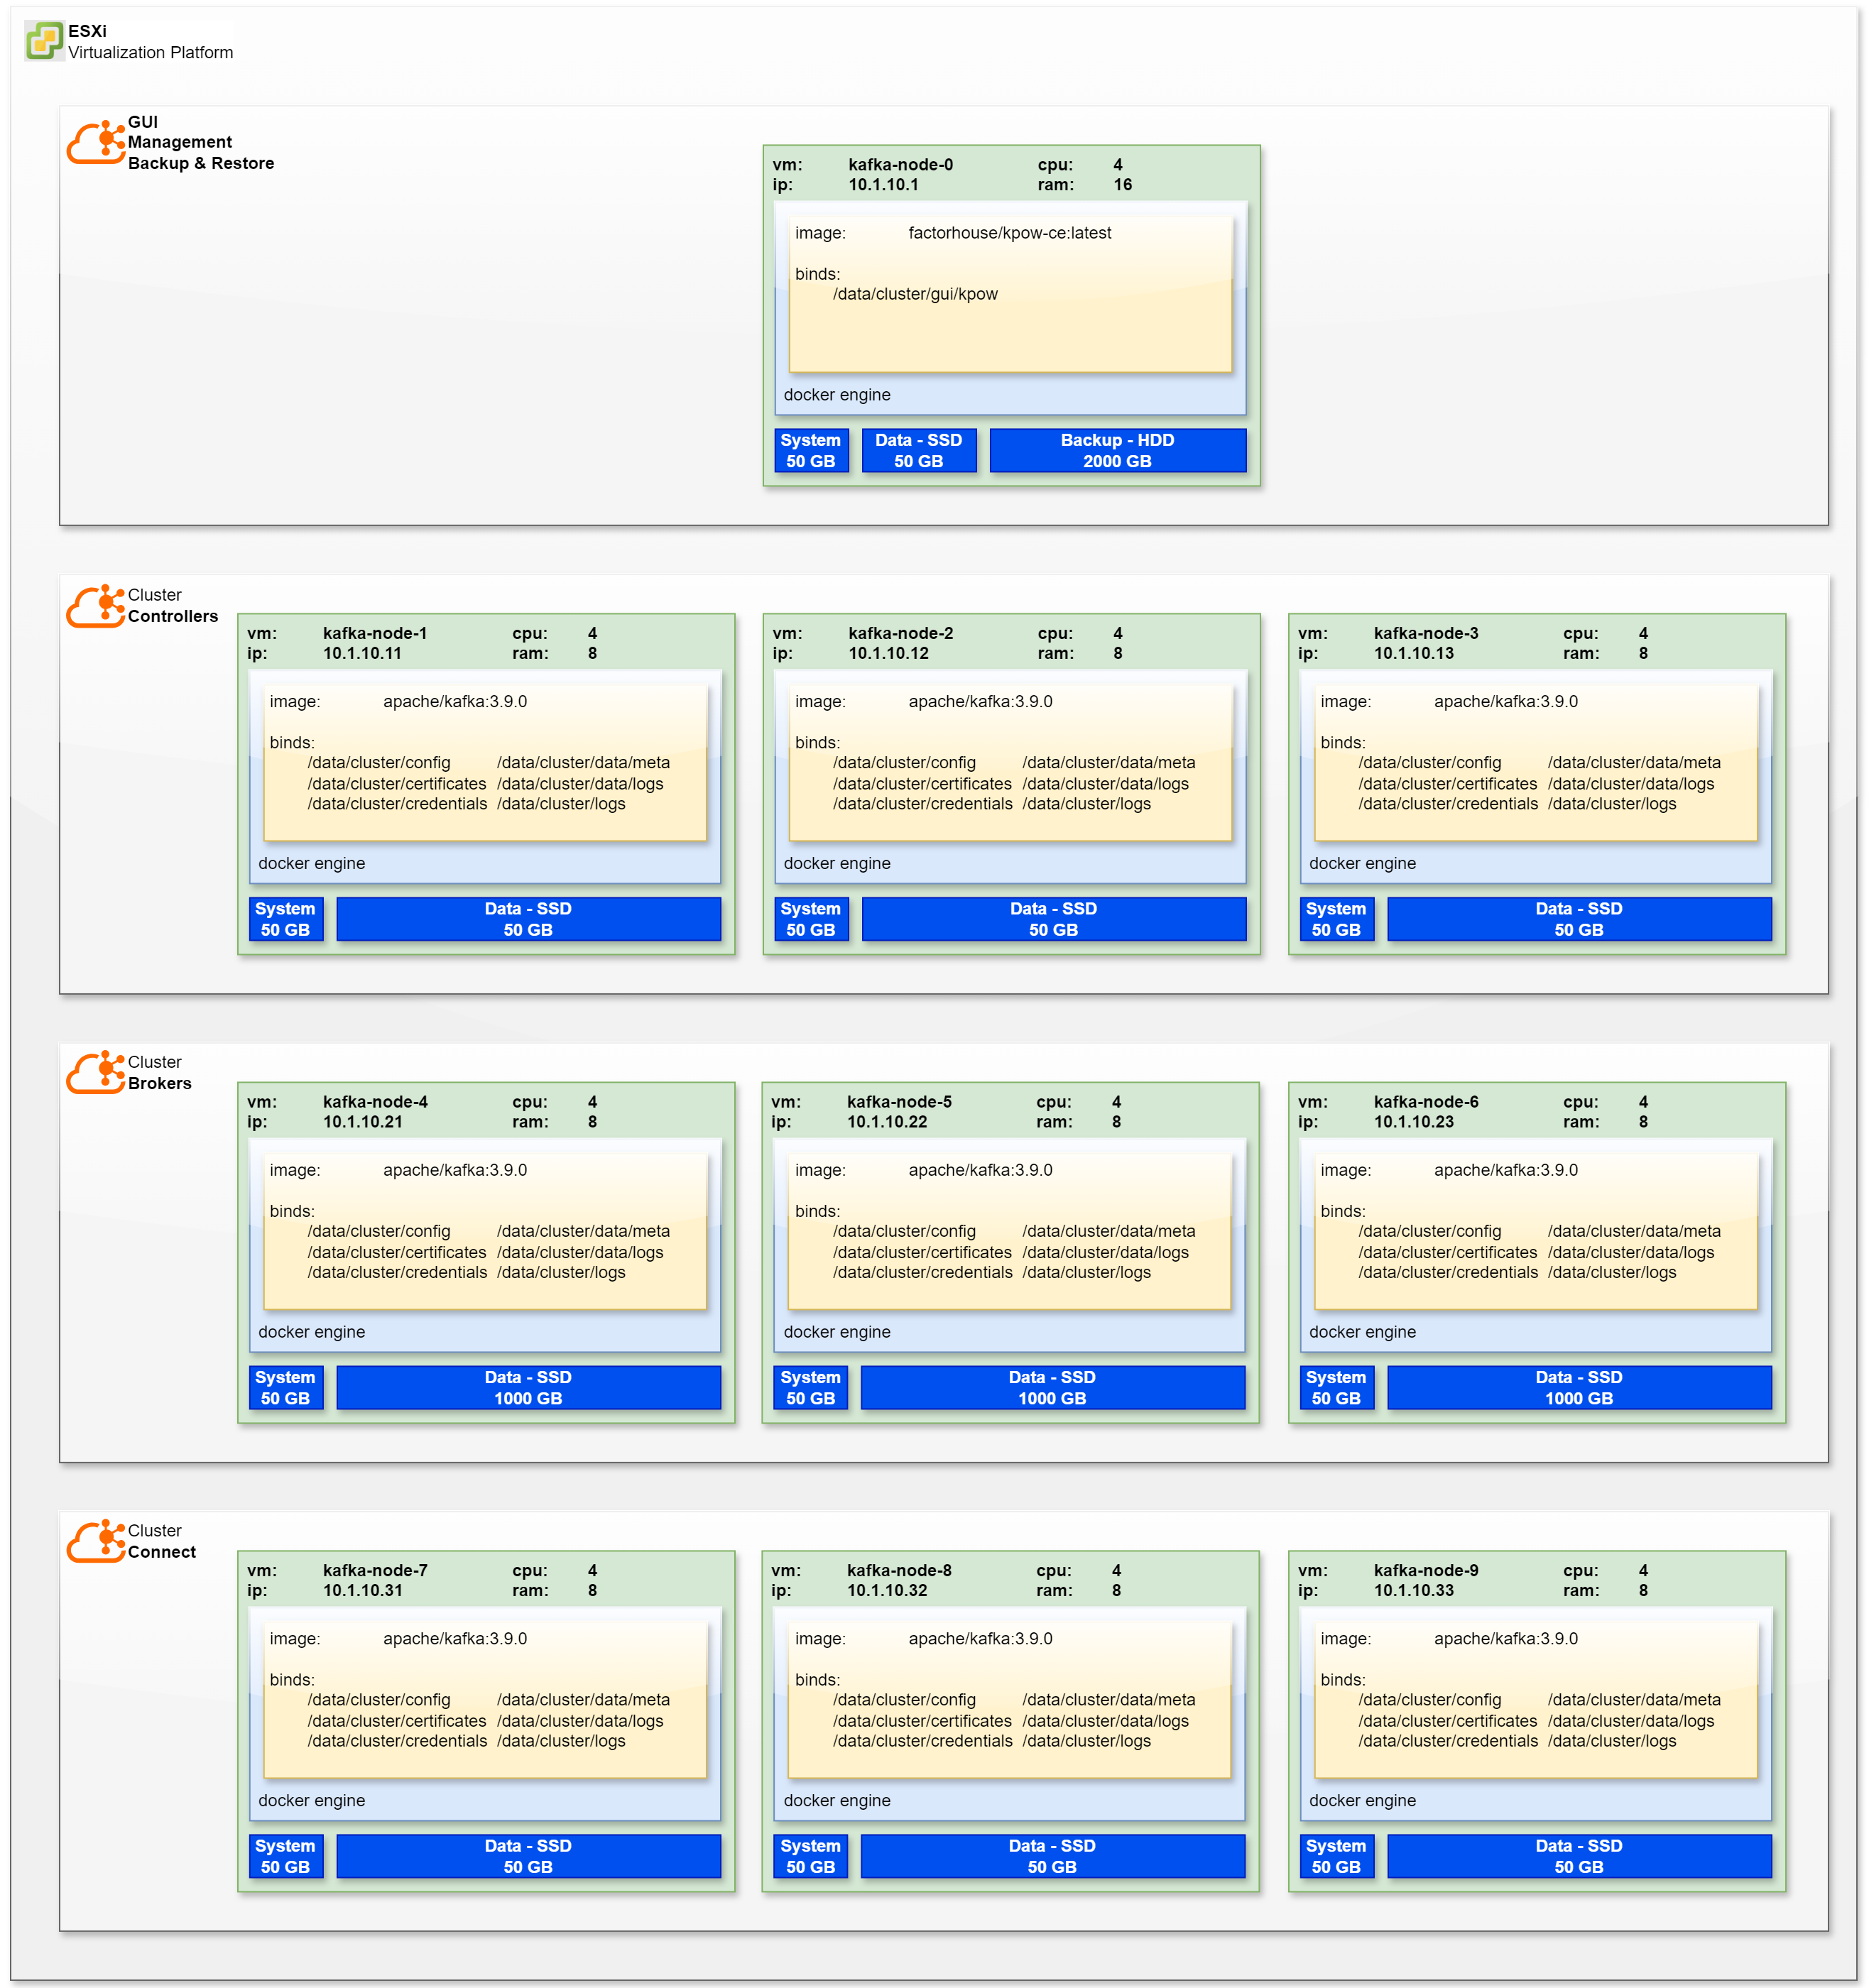 ESXi
Virtualization Platform
GUI
Management
Backup & Restore
vm: kafka-node-0 cpu: 4
ip: 10.1.10.1 ram: 16
image: factorhouse/kpow-ce:latest
binds:
/data/cluster/gui/kpow
docker engine
System Data - SSD Backup - HDD
50 GB 50 GB 2000 GB
Cluster
Controllers
vm: kafka-node-1 cpu: 4
ip: 10.1.10.11 ram: 8
image: apache/kafka:3.9.0
binds:
/data/cluster/config /data/cluster/data/meta
/data/cluster/certificates /data/cluster/data/logs
/data/cluster/credentials /data/cluster/logs
docker engine
System Data - SSD
50 GB 50 GB
vm: kafka-node-2 cpu: 4
ip: 10.1.10.12 ram: 8
image: apache/kafka:3.9.0
binds:
/data/cluster/config /data/cluster/data/meta
/data/cluster/certificates /data/cluster/data/logs
/data/cluster/credentials /data/cluster/logs
docker engine
System Data - SSD
50 GB 50 GB
vm: kafka-node-3 cpu: 4
ip: 10.1.10.13 ram: 8
image: apache/kafka:3.9.0
binds:
/data/cluster/config /data/cluster/data/meta
/data/cluster/certificates /data/cluster/data/logs
/data/cluster/credentials /data/cluster/logs
docker engine
System Data - SSD
50 GB 50 GB
Cluster
Brokers
vm: kafka-node-4 cpu: 4
ip: 10.1.10.21 ram: 8
image: apache/kafka:3.9.0
binds:
/data/cluster/config /data/cluster/data/meta
/data/cluster/certificates /data/cluster/data/logs
/data/cluster/credentials /data/cluster/logs
docker engine
System Data - SSD
50 GB 1000 GB
vm: kafka-node-5 cpu: 4
ip: 10.1.10.22 ram: 8
image: apache/kafka:3.9.0
binds:
/data/cluster/config /data/cluster/data/meta
/data/cluster/certificates /data/cluster/data/logs
/data/cluster/credentials /data/cluster/logs
docker engine
System Data - SSD
50 GB 1000 GB
vm: kafka-node-6 cpu: 4
ip: 10.1.10.23 ram: 8
image: apache/kafka:3.9.0
binds:
/data/cluster/config /data/cluster/data/meta
/data/cluster/certificates /data/cluster/data/logs
/data/cluster/credentials /data/cluster/logs
docker engine
System Data - SSD
50 GB 1000 GB
Cluster
Connect
vm: kafka-node-7 cpu: 4
ip: 10.1.10.31 ram: 8
image: apache/kafka:3.9.0
binds:
/data/cluster/config /data/cluster/data/meta
/data/cluster/certificates /data/cluster/data/logs
/data/cluster/credentials /data/cluster/logs
docker engine
System Data - SSD
50 GB 50 GB
vm: kafka-node-8 cpu: 4
ip: 10.1.10.32 ram: 8
image: apache/kafka:3.9.0
binds:
/data/cluster/config /data/cluster/data/meta
/data/cluster/certificates /data/cluster/data/logs
/data/cluster/credentials /data/cluster/logs
docker engine
System Data - SSD
50 GB 50 GB
vm: kafka-node-9 cpu: 4
ip: 10.1.10.33 ram: 8
image: apache/kafka:3.9.0
binds:
/data/cluster/config /data/cluster/data/meta
/data/cluster/certificates /data/cluster/data/logs
/data/cluster/credentials /data/cluster/logs
docker engine
System Data - SSD
50 GB 50 GB